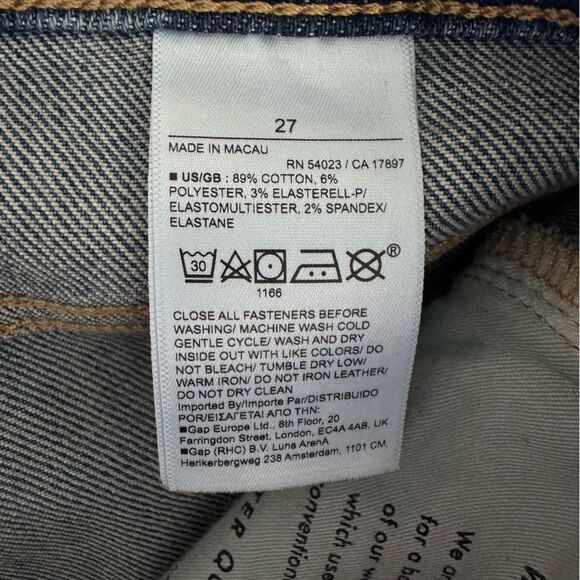 27
MADE IN MACAU
RN 54023 / CA 17897
■ US/GB : 89% COTTON, 6%
POLYESTER, 3% ELASTERELL-P/
ELASTOMULTIESTER, 2% SPANDEX/
ELASTANE
30
®
1166
CLOSE ALL FASTENERS BEFORE
WASHING/ MACHINE WASH COLD
GENTLE CYCLE/ WASH AND DRY
INSIDE OUT WITH LIKE COLORS/ DO
NOT BLEACH/ TUMBLE DRY LOW/
WARM IRON/ DO NOT IRON LEATHER/
DO NOT DRY CLEAN
Imported By/Importe Par/DISTRIBUIDO
POR/ΕΙΣΑΓΕΤΑΙ ΑΠΟ ΤΗΝ:
■Gap Europe Ltd., 8th Floor, 20
Farringdon Street, London, EC4A 4AB, UK
■Gap (RHC) B.V. Luna ArenA
Herikerbergweg 238 Amsterdam, 1101 CM.
We a
for a b
of our w
which use
conventiona